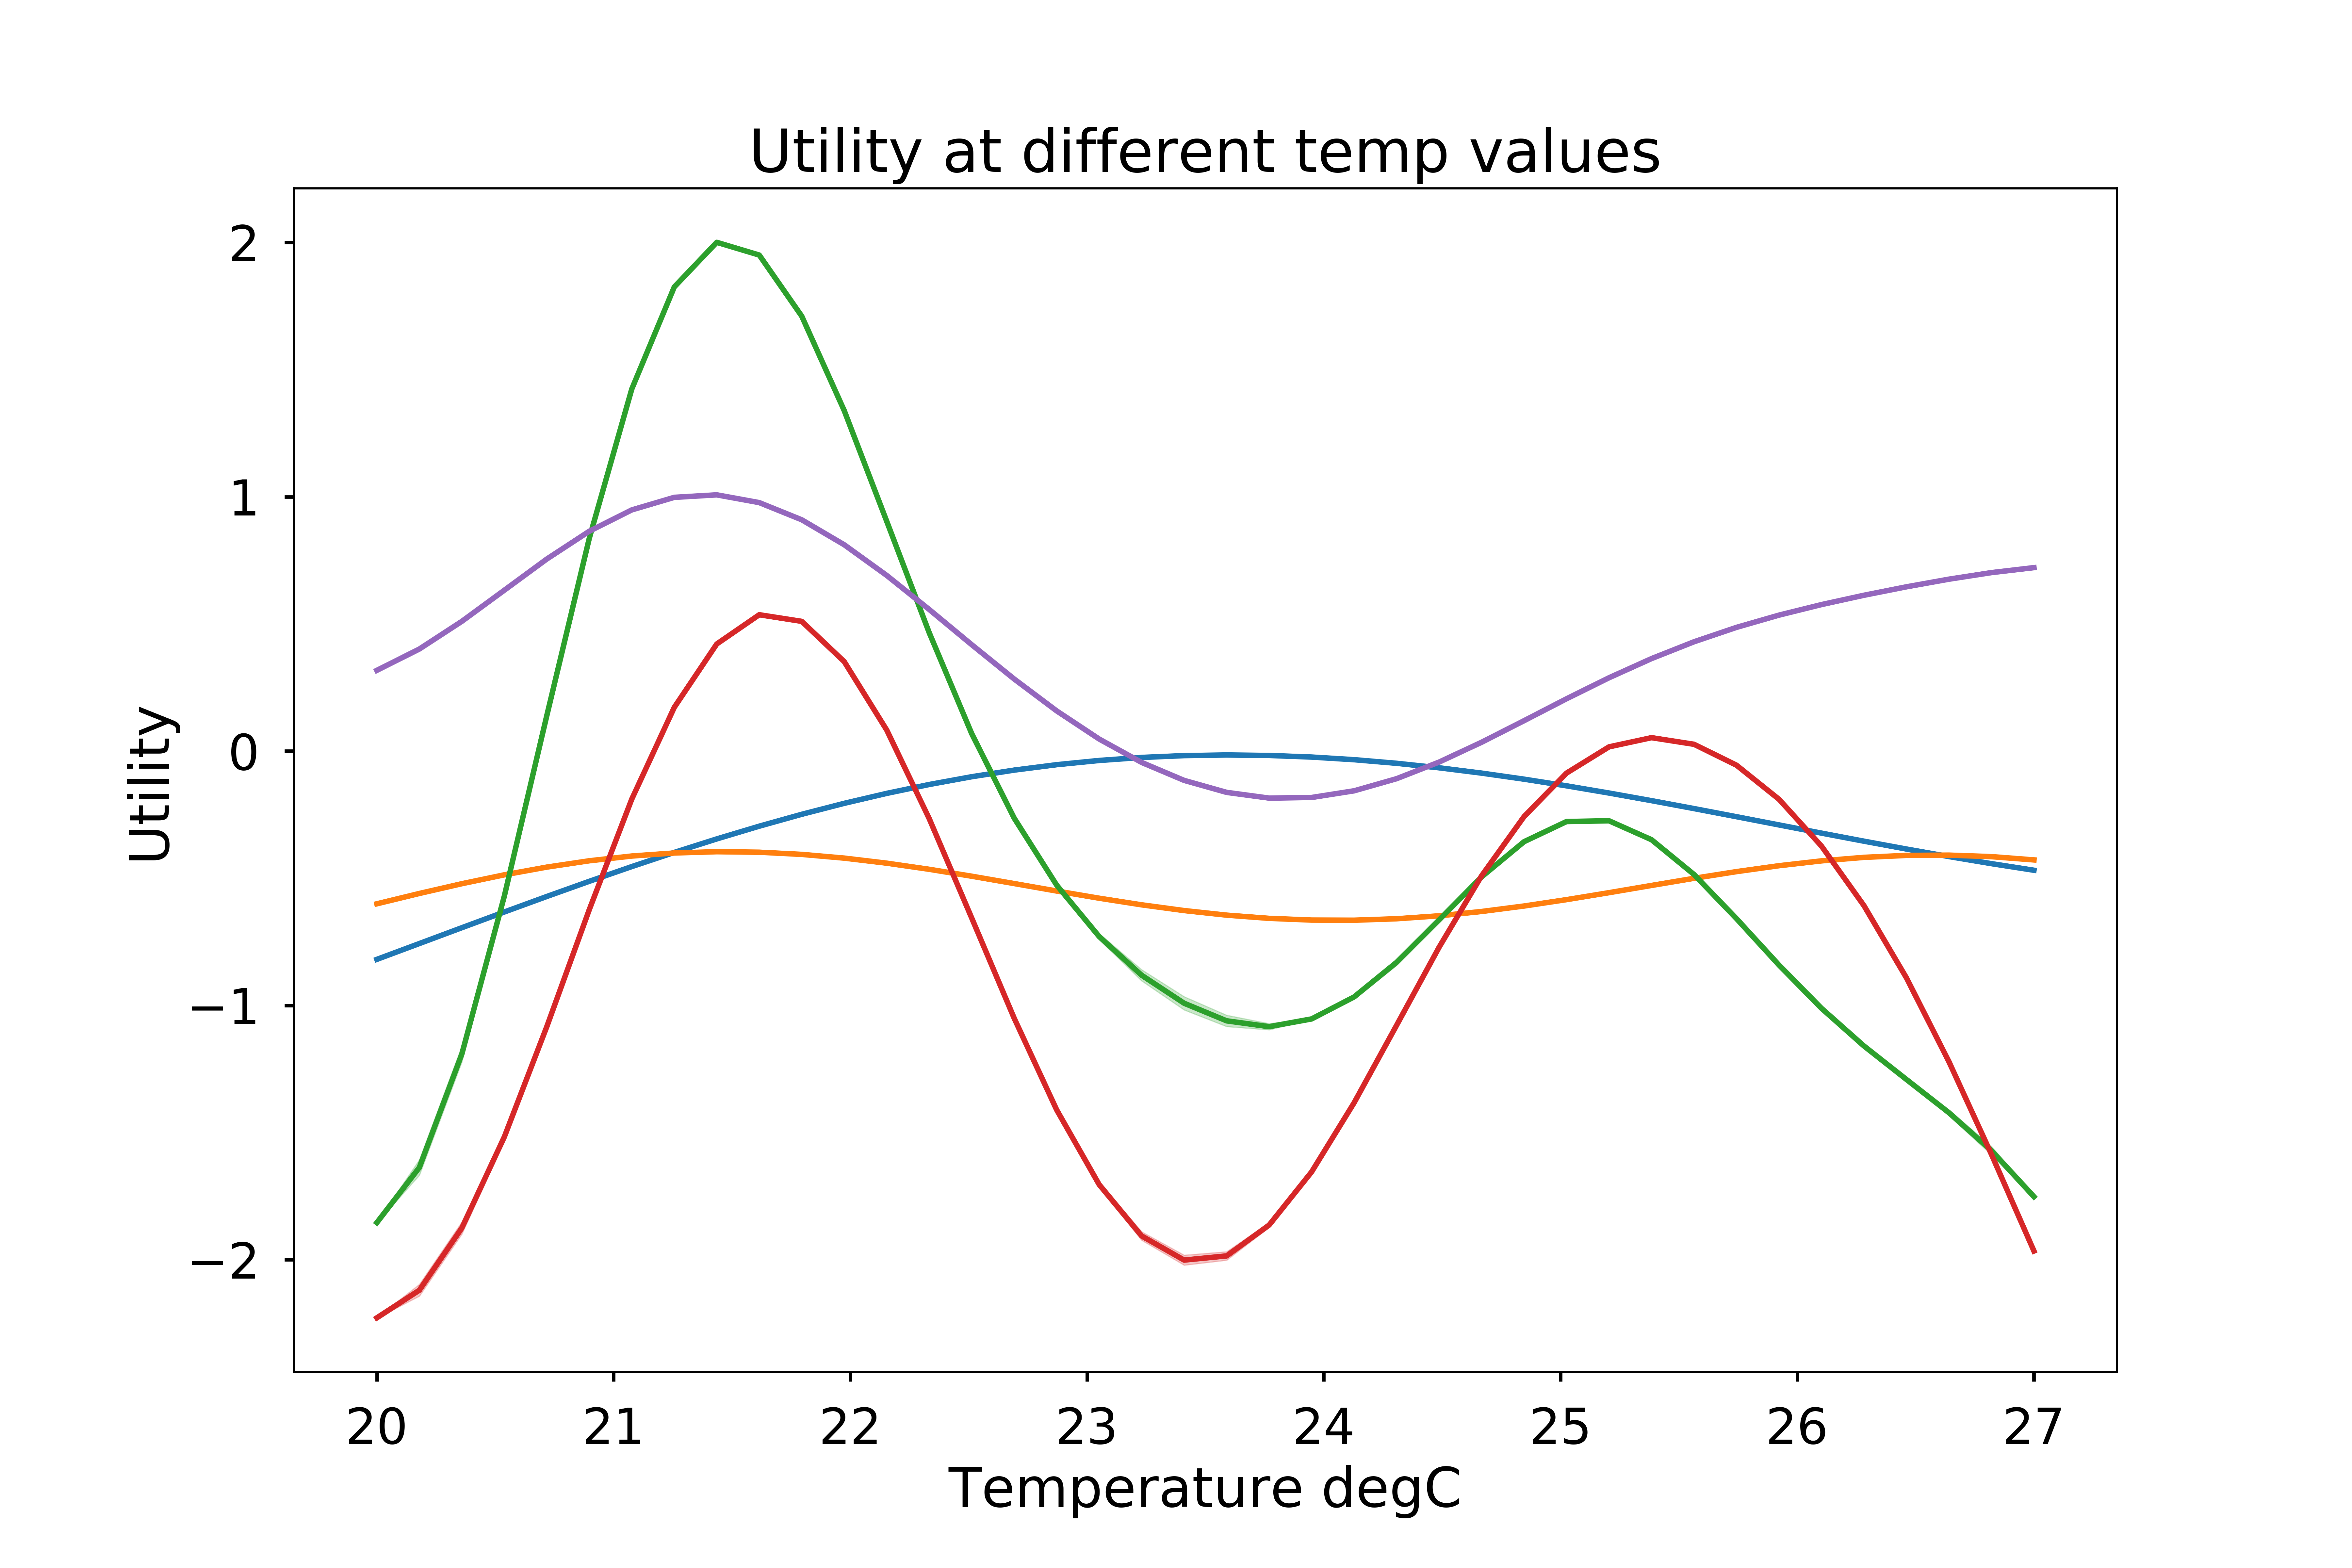 Utility at different temp values
2
1
0
−1
−2
Utility
20 21 22 23 24 25 26 27
Temperature degC